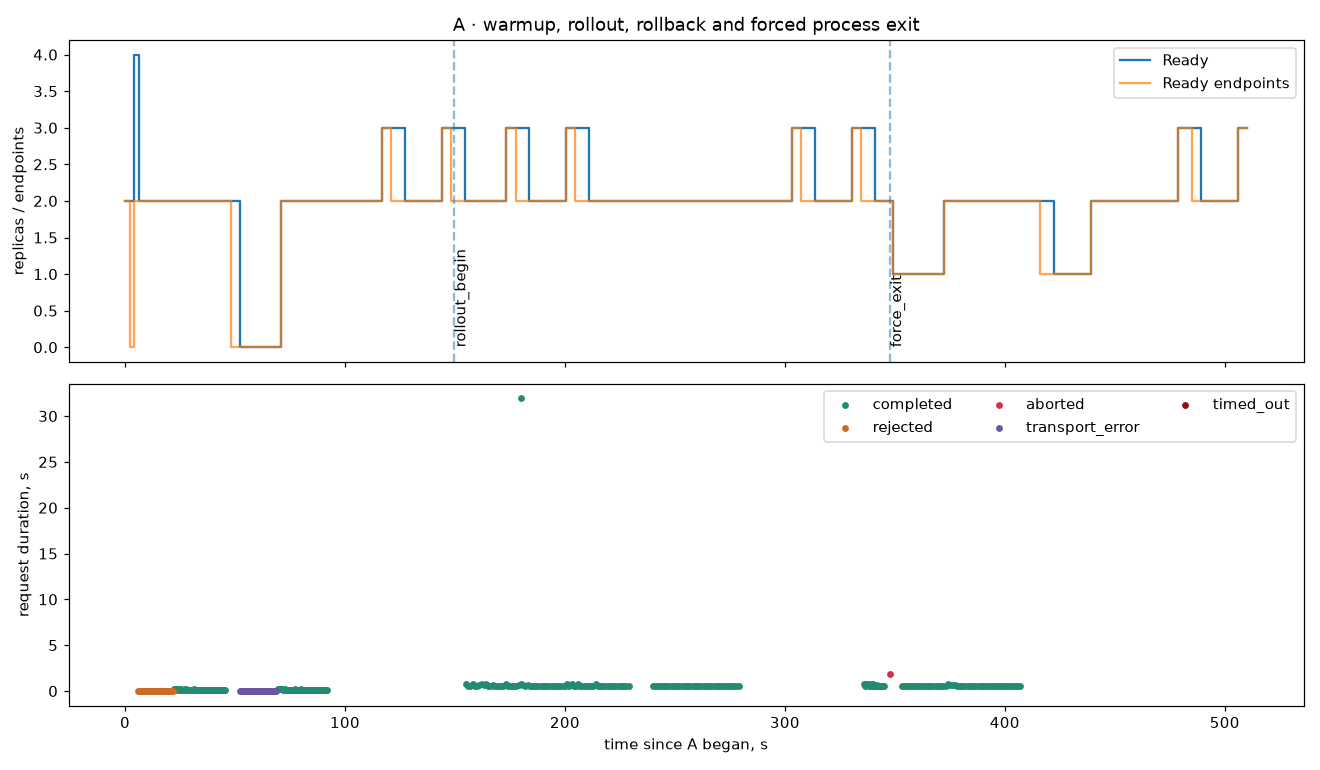 A · warmup, rollout, rollback and forced process exit
replicas / endpoints
4.0
3.5
3.0
2.5
2.0
1.5
1.0
0.5
0.0
Ready
Ready endpoints
rollout_begin
force_exit
request duration, s
30
25
20
15
10
5
0
completed
rejected
aborted
transport_error
timed_out
0
100
200
300
400
500
time since A began, s